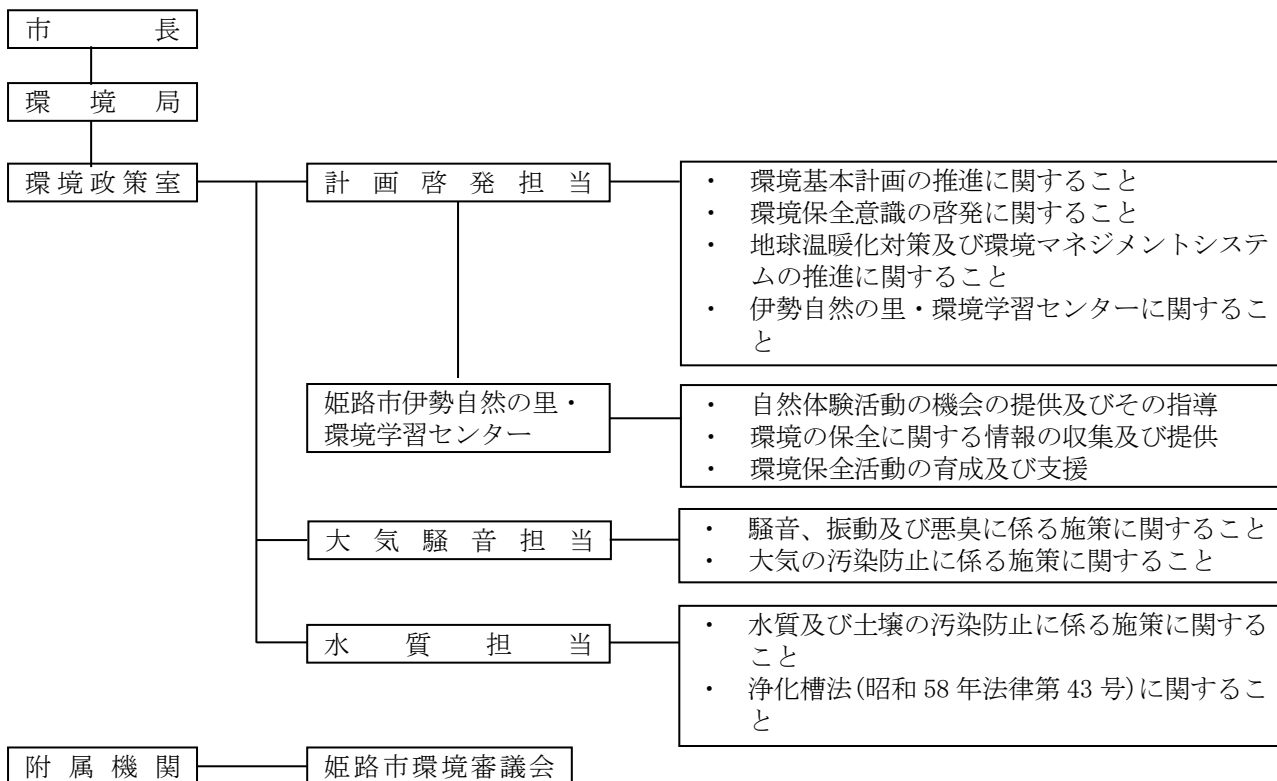 市長
環境局
環境政策室
計画啓発担当
・ 環境基本計画の推進に関すること
・ 環境保全意識の啓発に関すること
・ 地球温暖化対策及び環境マネジメントシステ
ムの推進に関すること
・ 伊勢自然の里・環境学習センターに関するこ
と
姫路市伊勢自然の里・
環境学習センター
・ 自然体験活動の機会の提供及びその指導
・ 環境の保全に関する情報の収集及び提供
・ 環境保全活動の育成及び支援
大気騒音担当
・ 騒音、振動及び悪臭に係る施策に関すること
・ 大気の汚染防止に係る施策に関すること
水質担当
・ 水質及び土壌の汚染防止に係る施策に関する
こと
・ 浄化槽法(昭和 58 年法律第 43 号)に関するこ
と
附属機関
姫路市環境審議会